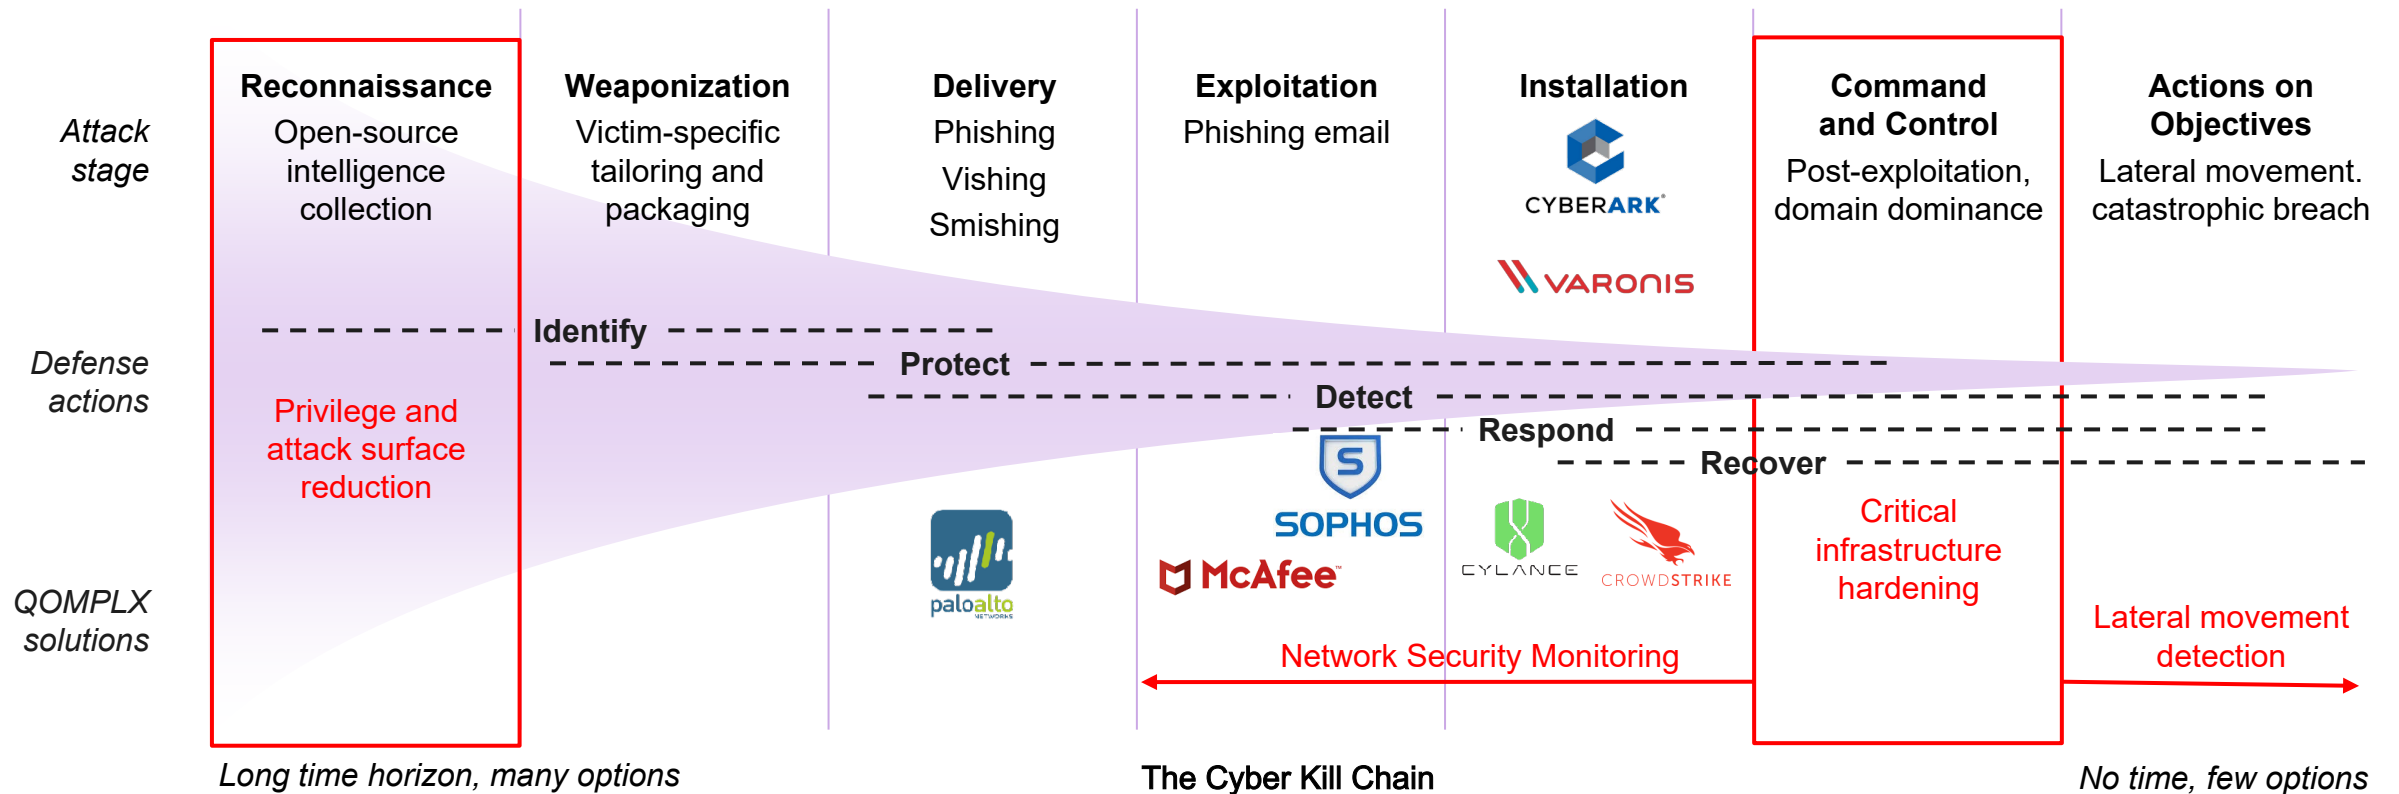 Attack
stage
Reconnaissance
Open-source
intelligence
collection
Weaponization
Victim-specific
tailoring and
packaging
Delivery
Phishing
Vishing
Smishing
Exploitation
Phishing email
Installation
CYBERARK®
VARONIS
Command
and Control
Post-exploitation,
domain dominance
Actions on
Objectives
Lateral movement.
catastrophic breach
Defense
actions
Identify
Protect
Detect
Respond
Recover
Privilege and
attack surface
reduction
QOMPLX
solutions
paloalto
NETWORKS
S
SOPHOS
McAfee™
CYLANCE
CROWDSTRIKE
Critical
infrastructure
hardening
Network Security Monitoring
Lateral movement
detection
Long time horizon, many options
The Cyber Kill Chain
No time, few options